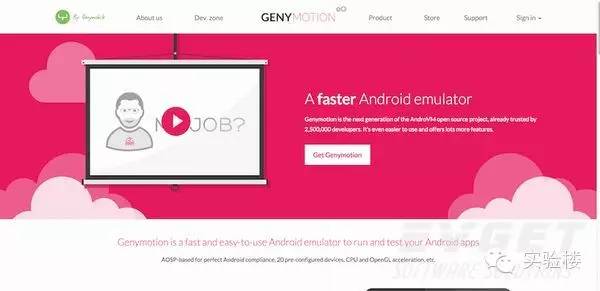 By Genymobile
About us
Dev. zone
GENYMOTION
Product
Store
Support
Sign in
JOB?
A faster Android emulator
Genymotion is the next generation of the AndroVM open source project, already trusted by
2,500,000 developers. It's even easier to use and offers lots more features.
Get Genymotion
Genymotion is a fast and easy-to-use Android emulator to run and test your Android apps
AOSP-based for perfect Android compliance, 20 pre-configured devices, CPU and OpenGL acceleration, etc.
EVGET
SOFTWARE SOLUTIONS
实验楼